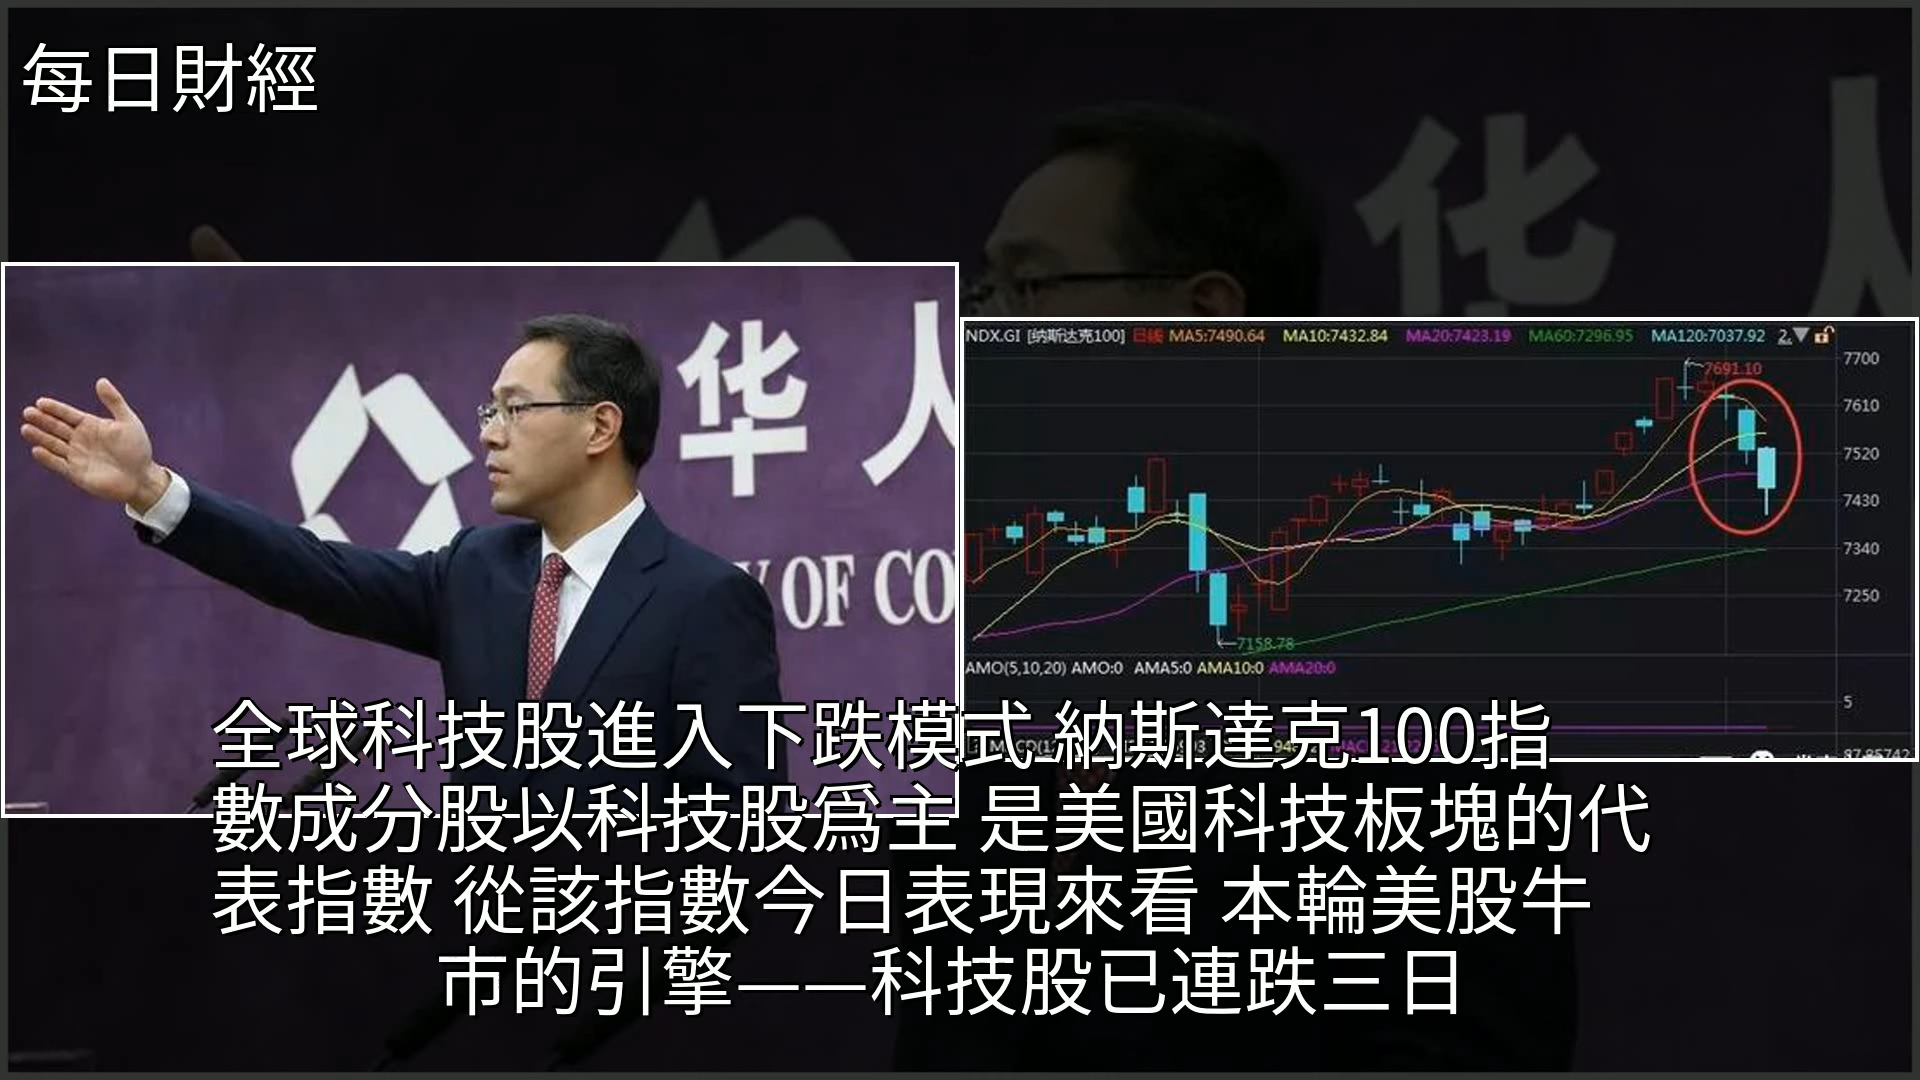 每日財經
华人
华人
Y OF CO
NDX.GI [纳斯达克100] 日线 MA5:7490.64 MA10:7432.84 MA20:7423.19 MA60:7296.95 MA120:7037.92 2.
7700
7691.10
7610
7520
7430
7340
7250
7158.78
AMO(5,10,20) AMO:0 AMA5:0 AMA10:0 AMA20:0
5
全球科技股進入下跌模式 納斯達克100指
數成分股以科技股爲主 是美國科技板塊的代
表指數 從該指數今日表現來看 本輪美股牛
市的引擎——科技股已連跌三日